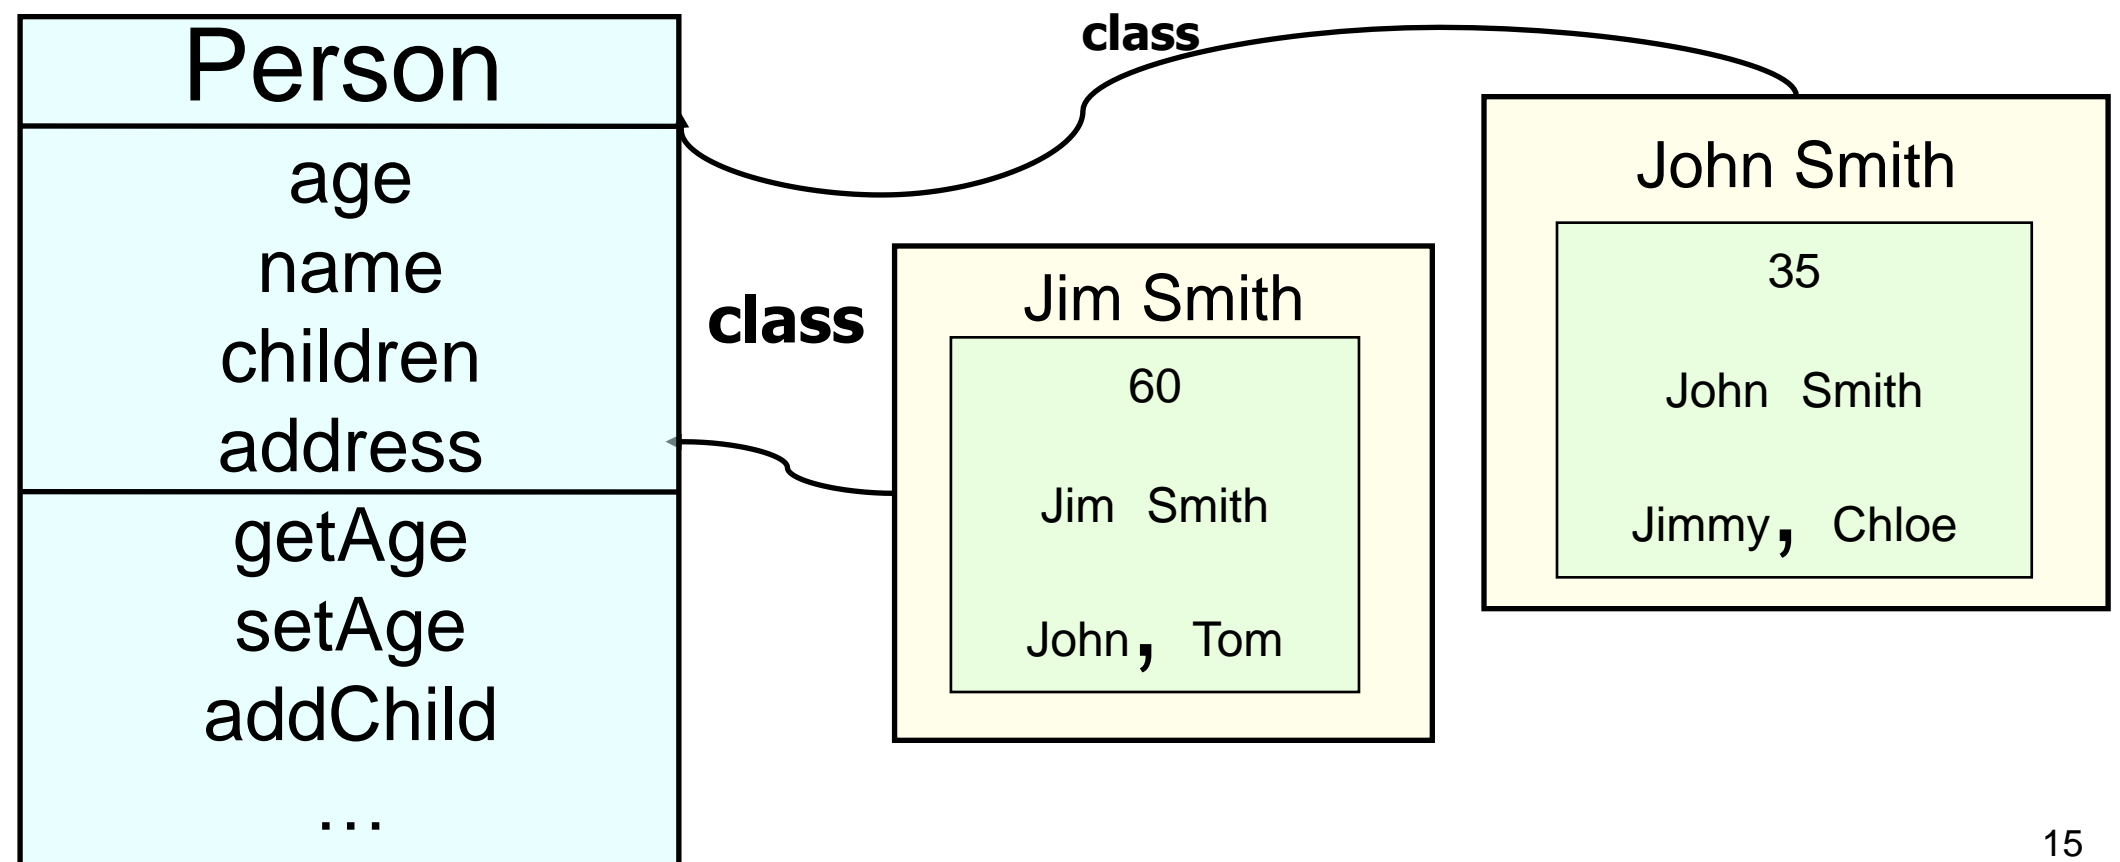 Person
age
name
children
address
getAge
setAge
addChild
…
class
class
Jim Smith
60
Jim Smith
John, Tom
John Smith
35
John Smith
Jimmy, Chloe
15